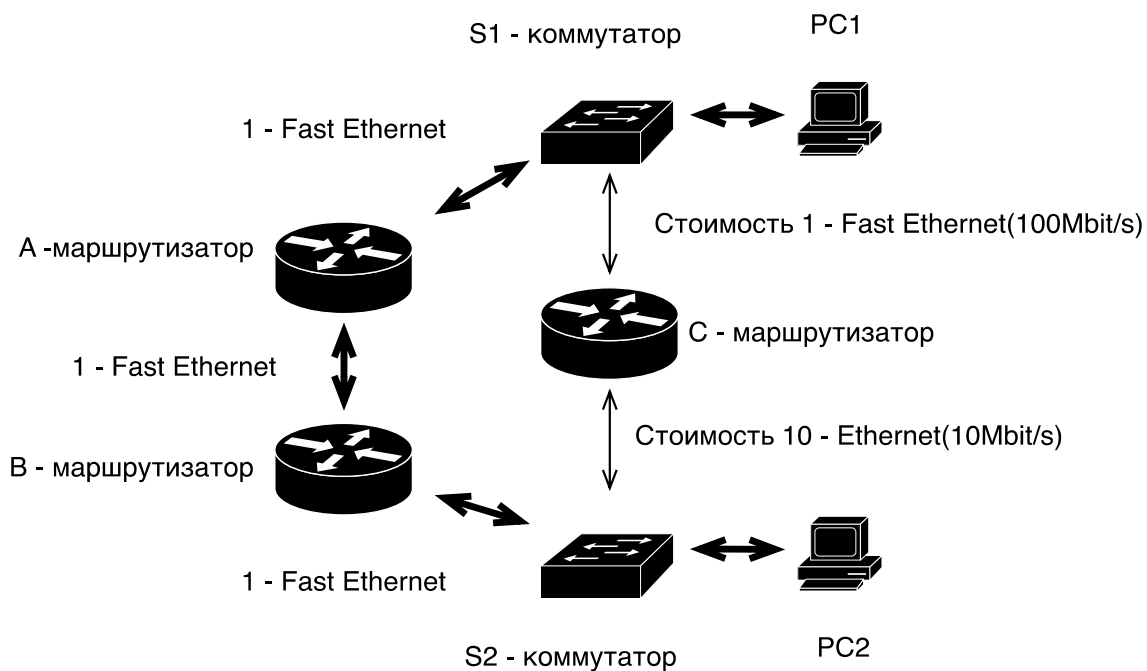 S1 - коммутатор
PC1
1 - Fast Ethernet
Стоимость 1 - Fast Ethernet(100Mbit/s)
A -маршрутизатор
C - маршрутизатор
1 - Fast Ethernet
Стоимость 10 - Ethernet(10Mbit/s)
B - маршрутизатор
1 - Fast Ethernet
S2 - коммутатор
PC2